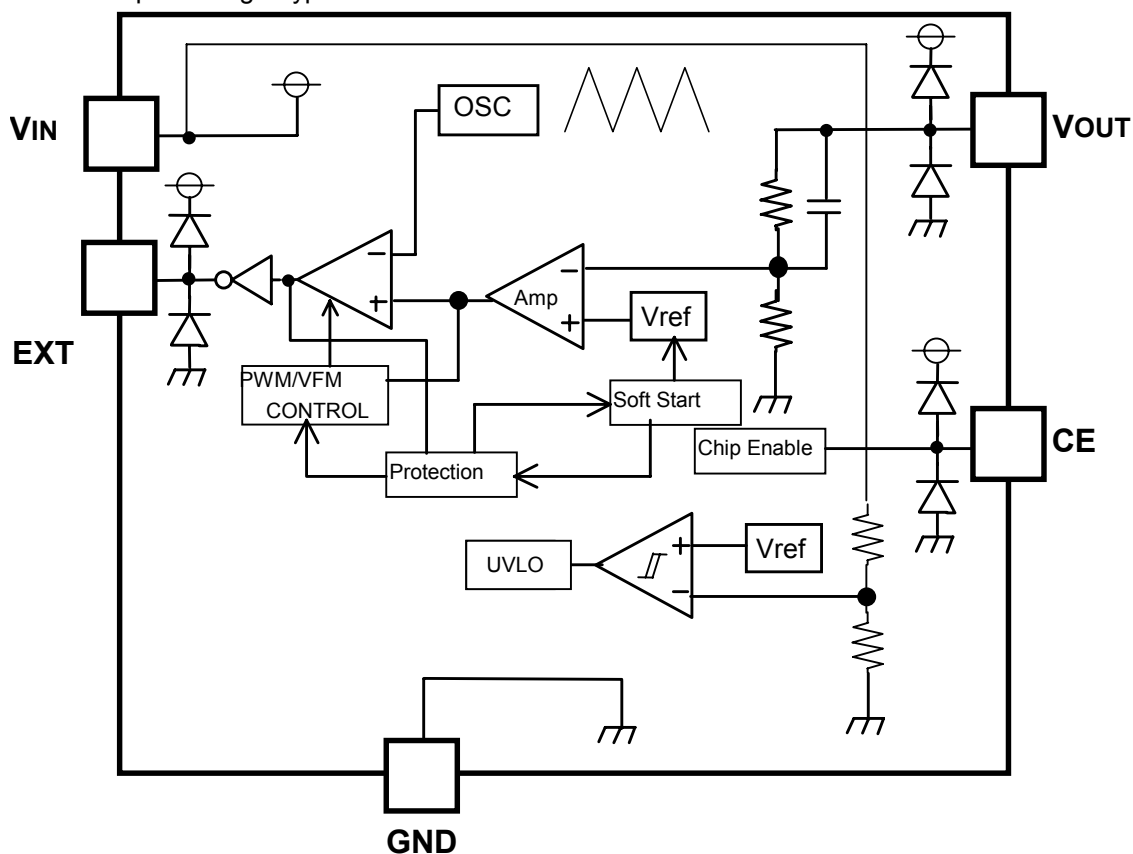 OSC
VIN
VOUT
Amp
Vref
EXT
PWM/VFM
CONTROL
Soft Start
Chip Enable
CE
Protection
UVLO
Vref
GND